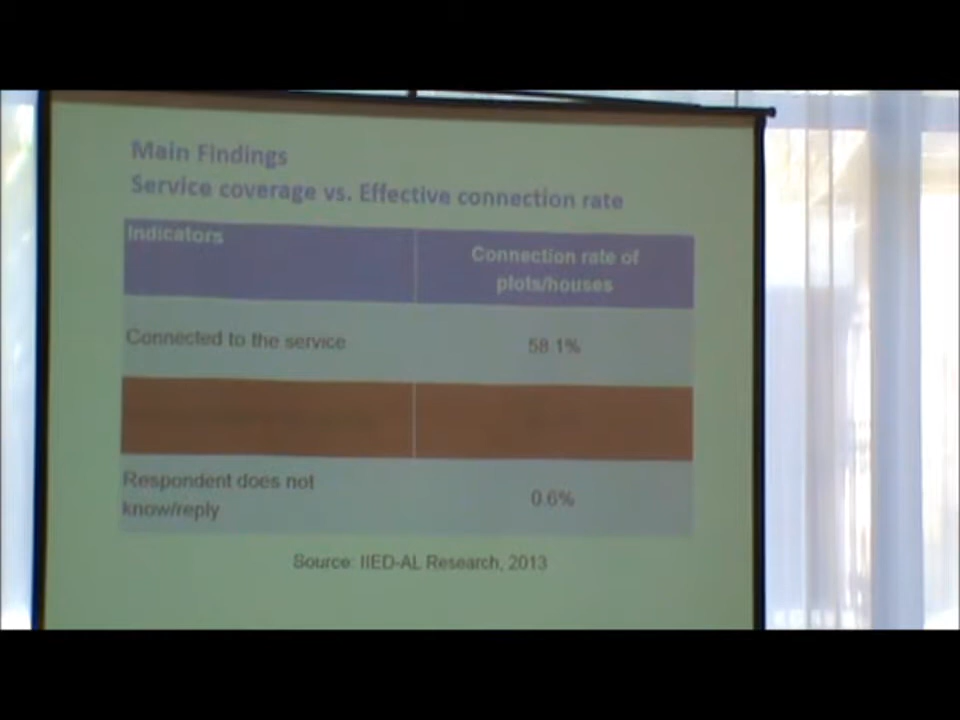 Main Findings
Service coverage vs. Effective connection rate
Indicators
Connection rate of
plots/houses
Connected to the service
58.1%
Respondent does not
know/reply
0.6%
Source: IIED-AL Research, 2013